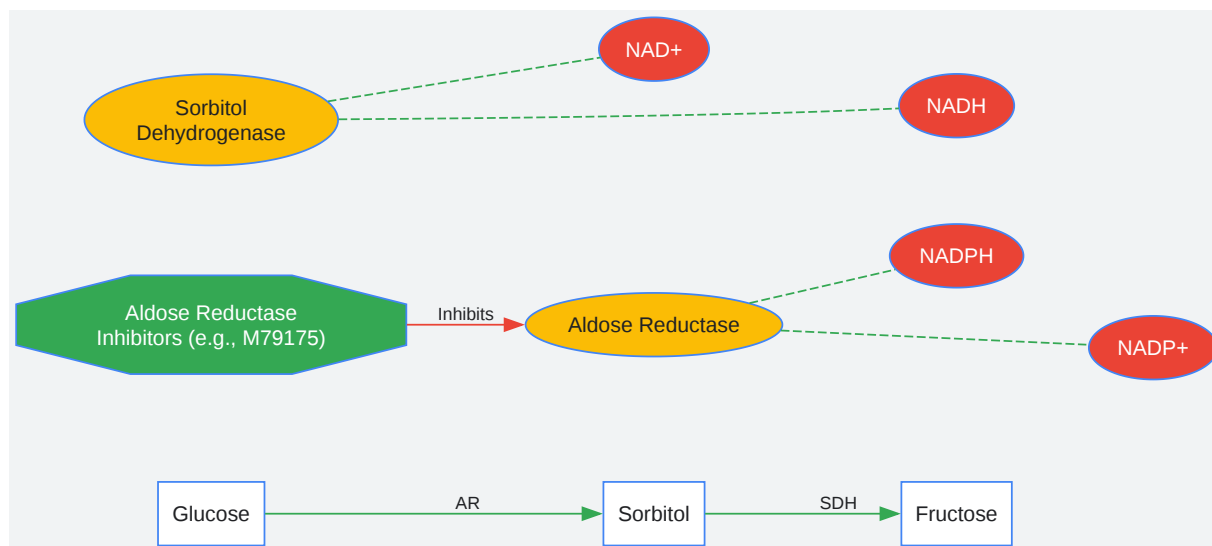 NAD+
Sorbitol
Dehydrogenase
NADH
NADPH
Aldose Reductase
Inhibitors (e.g., M79175)
Inhibits
Aldose Reductase
NADP+
Glucose
AR
Sorbitol
SDH
Fructose